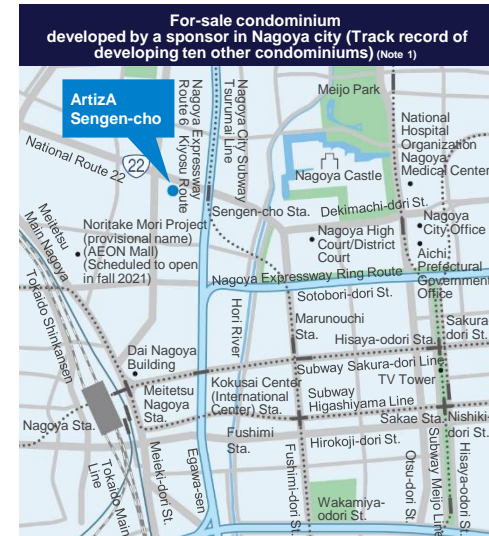 For-sale condominium
developed by a sponsor in Nagoya city (Track record of
developing ten other condominiums) (Note 1)
ArtizA
Sengen-cho
Nagoya Expressway
Route 6 Kiyosu Route
Nagoya City Subway
Tsurumai Line
Meijo Park
National Route 22
22
National
Hospital
Organization
Nagoya
Medical Center
Nagoya Castle
Sengen-cho Sta.
Dekimachi-dori St.
Meitetsu
Main Nagoya
Noritake Mori Project
(provisional name)
(AEON Mall)
(Scheduled to open
in fall 2021)
Nagoya High
Court/District
Court
Nagoya
City Office
Aichi
Prefectural
Government
Office
Tokaido Shinkansen
Nagoya Expressway Ring Route
Sotobori-dori St.
Hori River
Marunouchi
Sta.
Hisaya-odori Sta.
Sakura-
dori St.
Dai Nagoya
Building
Subway Sakura-dori Line
TV Tower
Meitetsu
Nagoya
Sta.
Kokusai Center
(International
Center) Sta.
Subway
Higashiyama Line
Nagoya Sta.
Sakae Sta.
Nishiki-
dori St.
Fushimi
Sta.
Hirokoji-dori St.
Tokaido Main
Line
Meieki-dori St.
Egawa-sen
Fushimi-dori St.
Otsu-dori St.
Subway Meijo Line
Hisaya-odori St.
Wakamiya-
odori St.